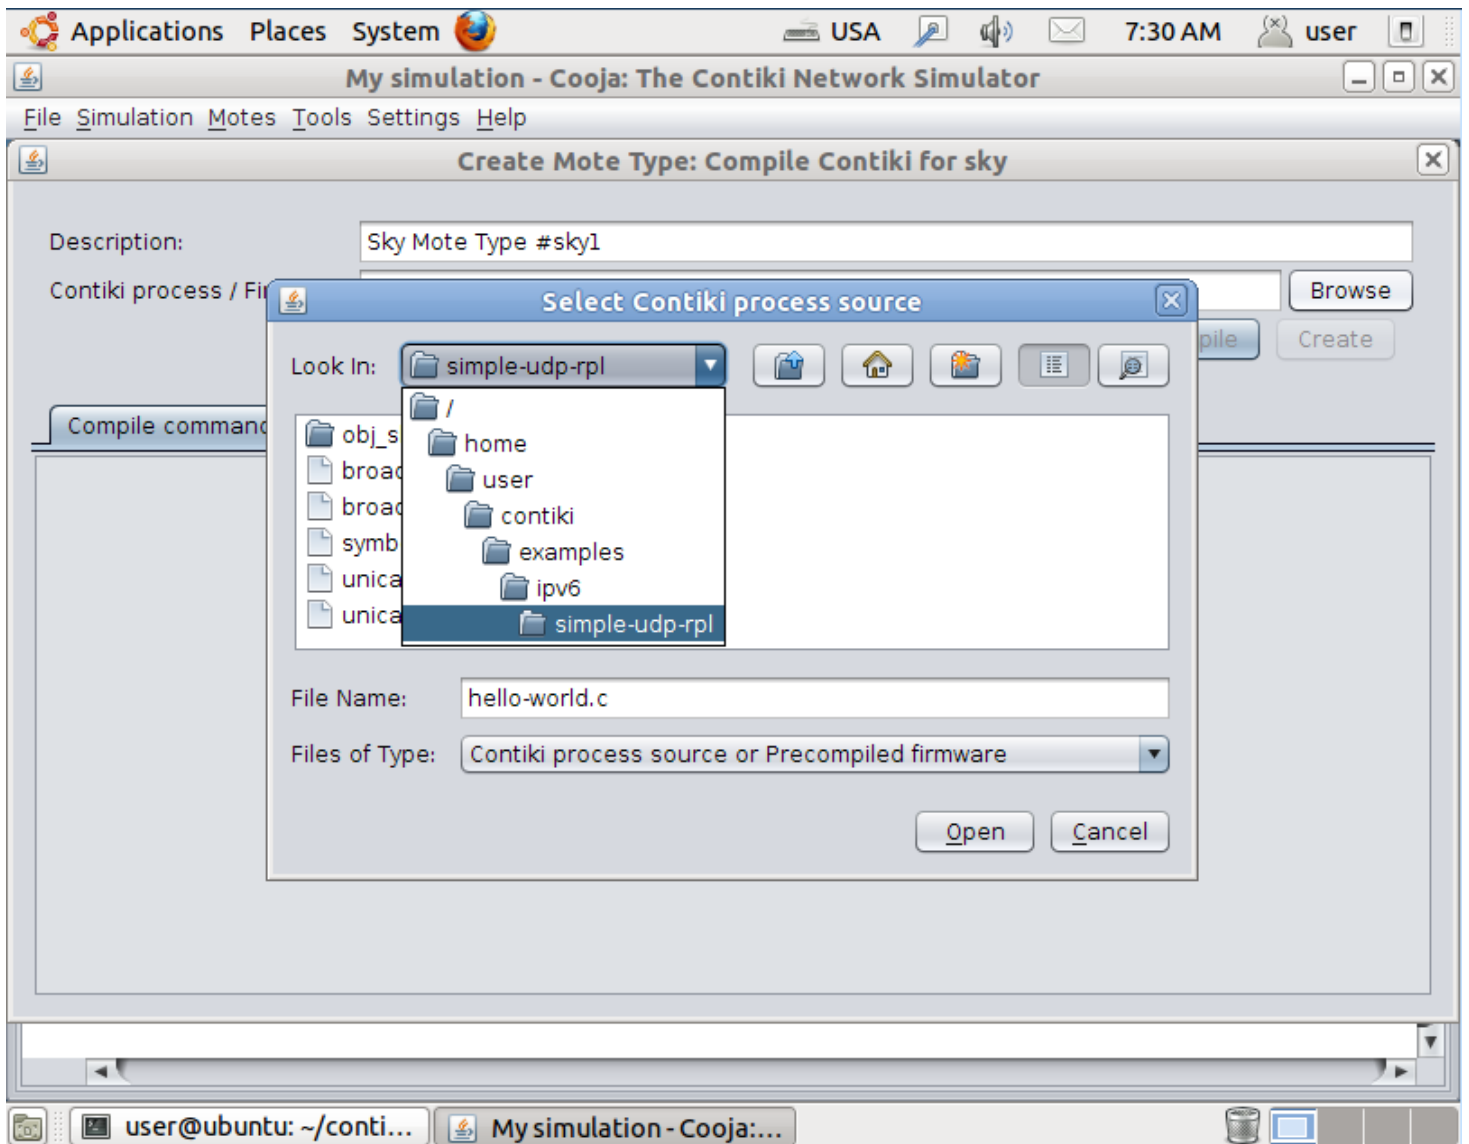 Applications Places System USA 7:30 AM user
My simulation - Cooja: The Contiki Network Simulator
File Simulation Motes Tools Settings Help
Create Mote Type: Compile Contiki for sky
Description: Sky Mote Type #sky1
Contiki process / Fir Browse
Select Contiki process source
pile Create
Look In: simple-udp-rpl
/
Compile command
obj_s
home
broad
user
broad
contiki
symb
examples
unica
ipv6
unica
simple-udp-rpl
File Name: hello-world.c
Files of Type: Contiki process source or Precompiled firmware
Open Cancel
user@ubuntu: ~/conti... My simulation - Cooja:...